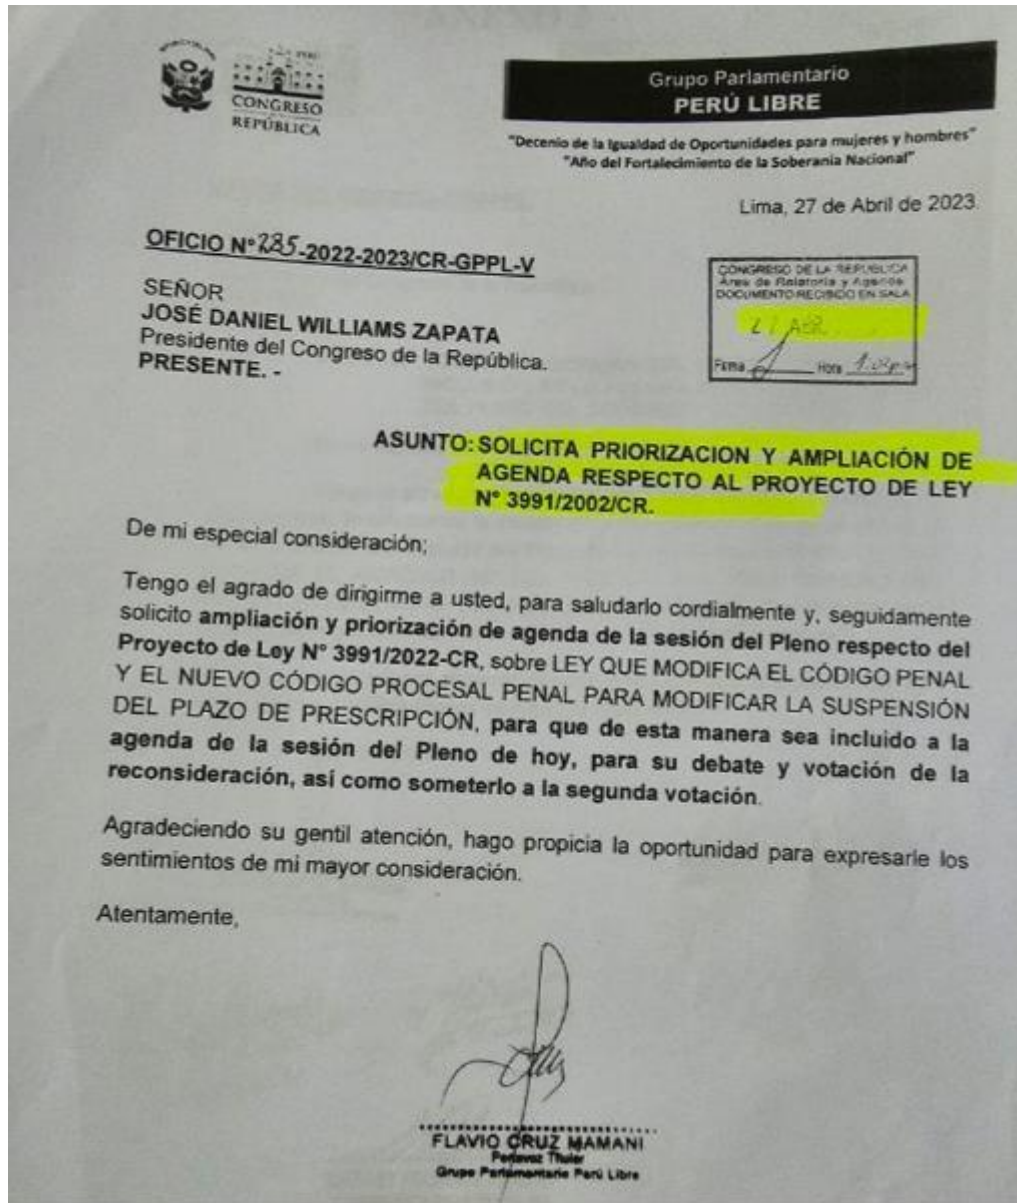 REPÚBLICA DEL PERÚ
PERÚ
CONGRESO
REPÚBLICA
Grupo Parlamentario
PERÚ LIBRE
"Decenio de la Igualdad de Oportunidades para mujeres y hombres"
"Año del Fortalecimiento de la Soberanía Nacional"
Lima, 27 de Abril de 2023.
OFICIO N° 285-2022-2023/CR-GPPL-V
CONGRESO DE LA REPUBLICA
Área de Relatoría y Agenda
DOCUMENTO RECIBIDO EN SALA
ABR.
Firma Hora
SEÑOR
JOSÉ DANIEL WILLIAMS ZAPATA
Presidente del Congreso de la República.
PRESENTE. -
ASUNTO: SOLICITA PRIORIZACION Y AMPLIACIÓN DE
AGENDA RESPECTO AL PROYECTO DE LEY
N° 3991/2002/CR.
De mi especial consideración;
Tengo el agrado de dirigirme a usted, para saludarlo cordialmente y, seguidamente
solicito ampliación y priorización de agenda de la sesión del Pleno respecto del
Proyecto de Ley N° 3991/2022-CR, sobre LEY QUE MODIFICA EL CÓDIGO PENAL
Y EL NUEVO CÓDIGO PROCESAL PENAL PARA MODIFICAR LA SUSPENSIÓN
DEL PLAZO DE PRESCRIPCIÓN, para que de esta manera sea incluido a la
agenda de la sesión del Pleno de hoy, para su debate y votación de la
reconsideración, así como someterlo a la segunda votación.
Agradeciendo su gentil atención, hago propicia la oportunidad para expresarle los
sentimientos de mi mayor consideración.
Atentamente,
FLAVIO CRUZ MAMANI
Grupo Parlamentario Perú Libre